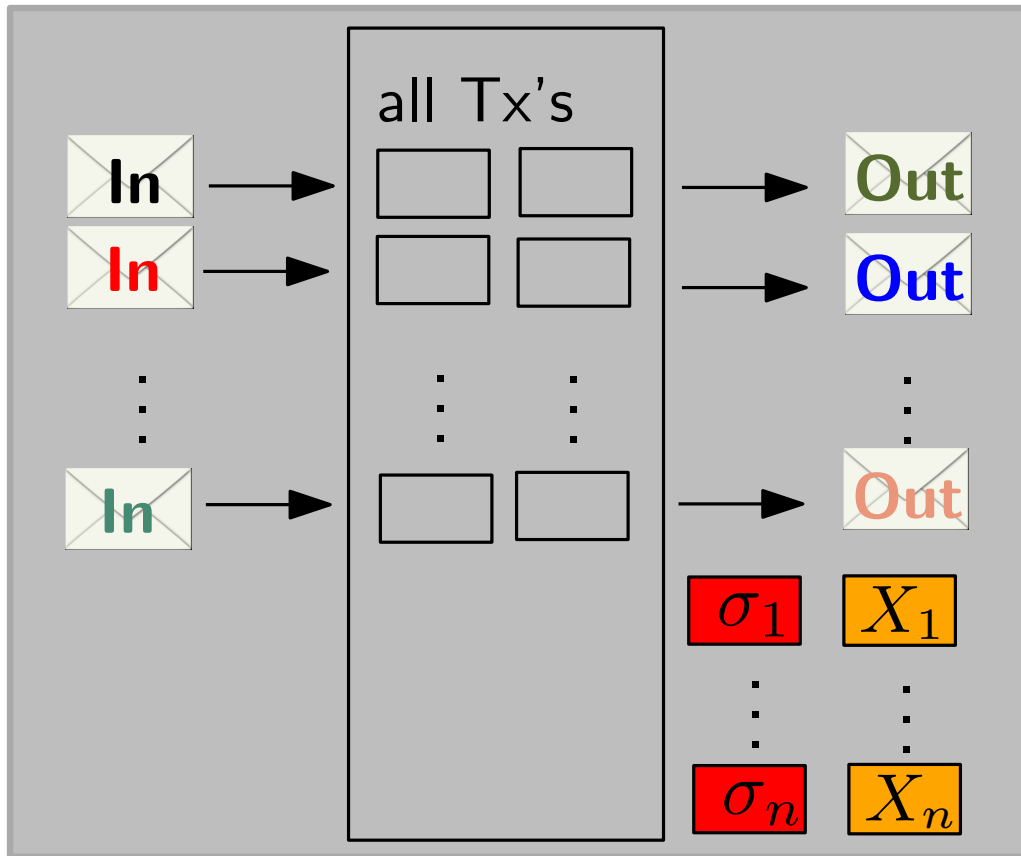 all Tx's
In
Out
In
Out
In
Out
σ₁ X₁
σₙ Xₙ